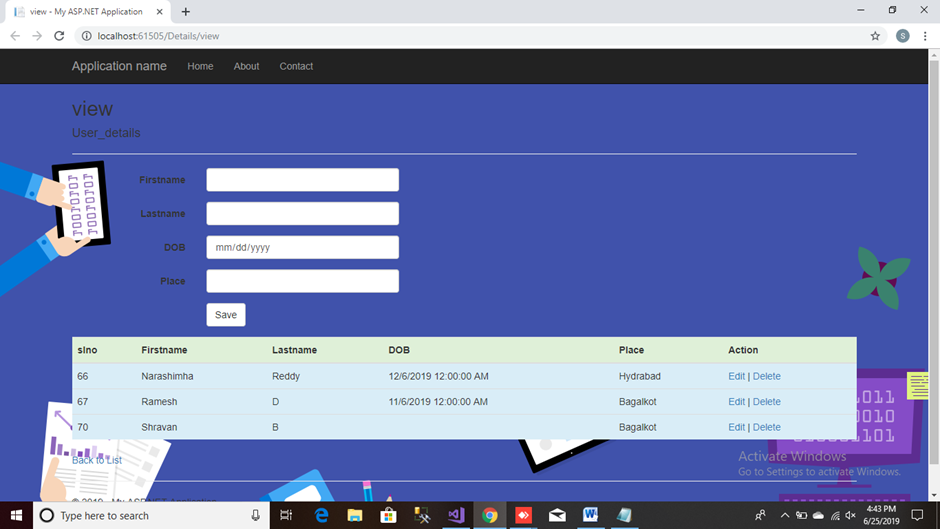 view - My ASP.NET Application
localhost:61505/Details/view
S
Application name Home About Contact
view
User_details
Firstname
Lastname
DOB mm/dd/yyyy
Place
Save
slno Firstname Lastname DOB Place Action
66 Narashimha Reddy 12/6/2019 12:00:00 AM Hydrabad Edit | Delete
67 Ramesh D 11/6/2019 12:00:00 AM Bagalkot Edit | Delete
70 Shravan B Bagalkot Edit | Delete
Back to List
Activate Windows
Go to Settings to activate Windows.
© 2019 - My ASP.NET Application
Type here to search
4:43 PM
6/25/2019